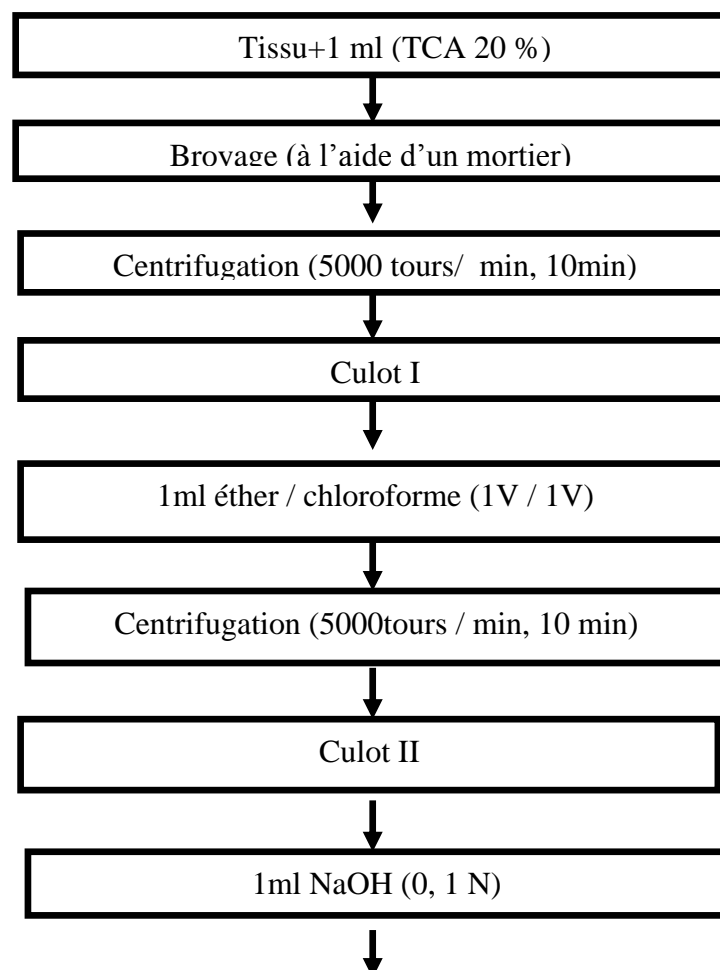 Tissu+1 ml (TCA 20 %)
Broyage (à l’aide d’un mortier)
Centrifugation (5000 tours/ min, 10min)
Culot I
1ml éther / chloroforme (1V / 1V)
Centrifugation (5000tours / min, 10 min)
Culot II
1ml NaOH (0, 1 N)